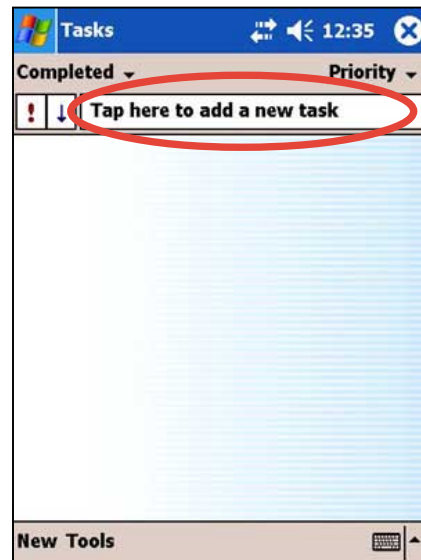 Tasks 12:35
Completed Priority
! ↓ Tap here to add a new task
New Tools